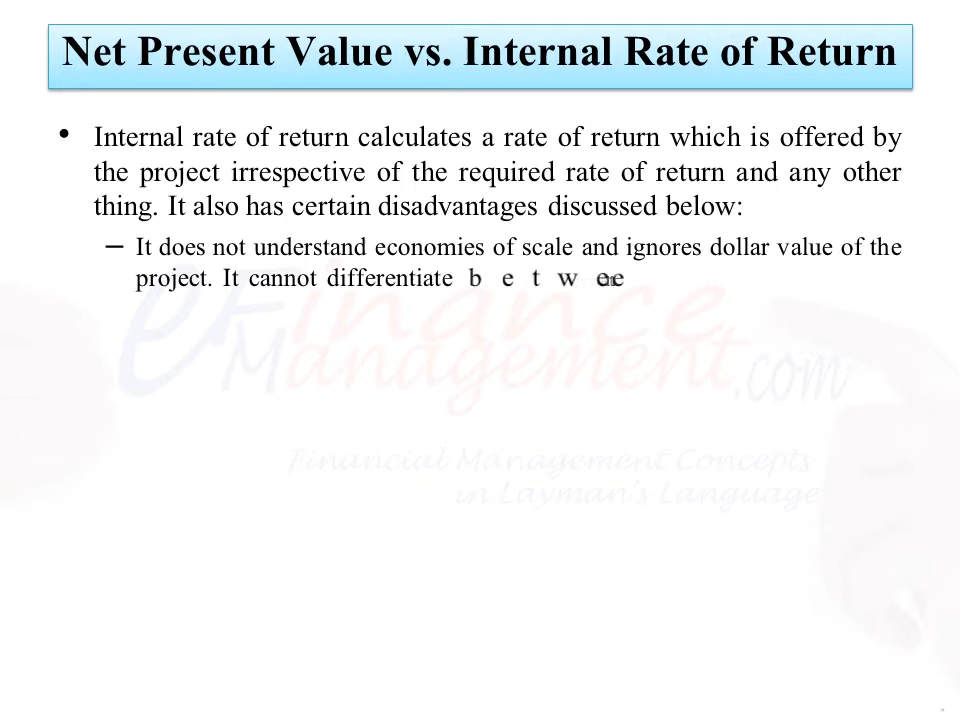 Net Present Value vs. Internal Rate of Return
• Internal rate of return calculates a rate of return which is offered by
the project irrespective of the required rate of return and any other
thing. It also has certain disadvantages discussed below:
– It does not understand economies of scale and ignores dollar value of the
project. It cannot differentiate b e t w
eFinance
Management.com
Financial Management Concepts
in Layman's Language